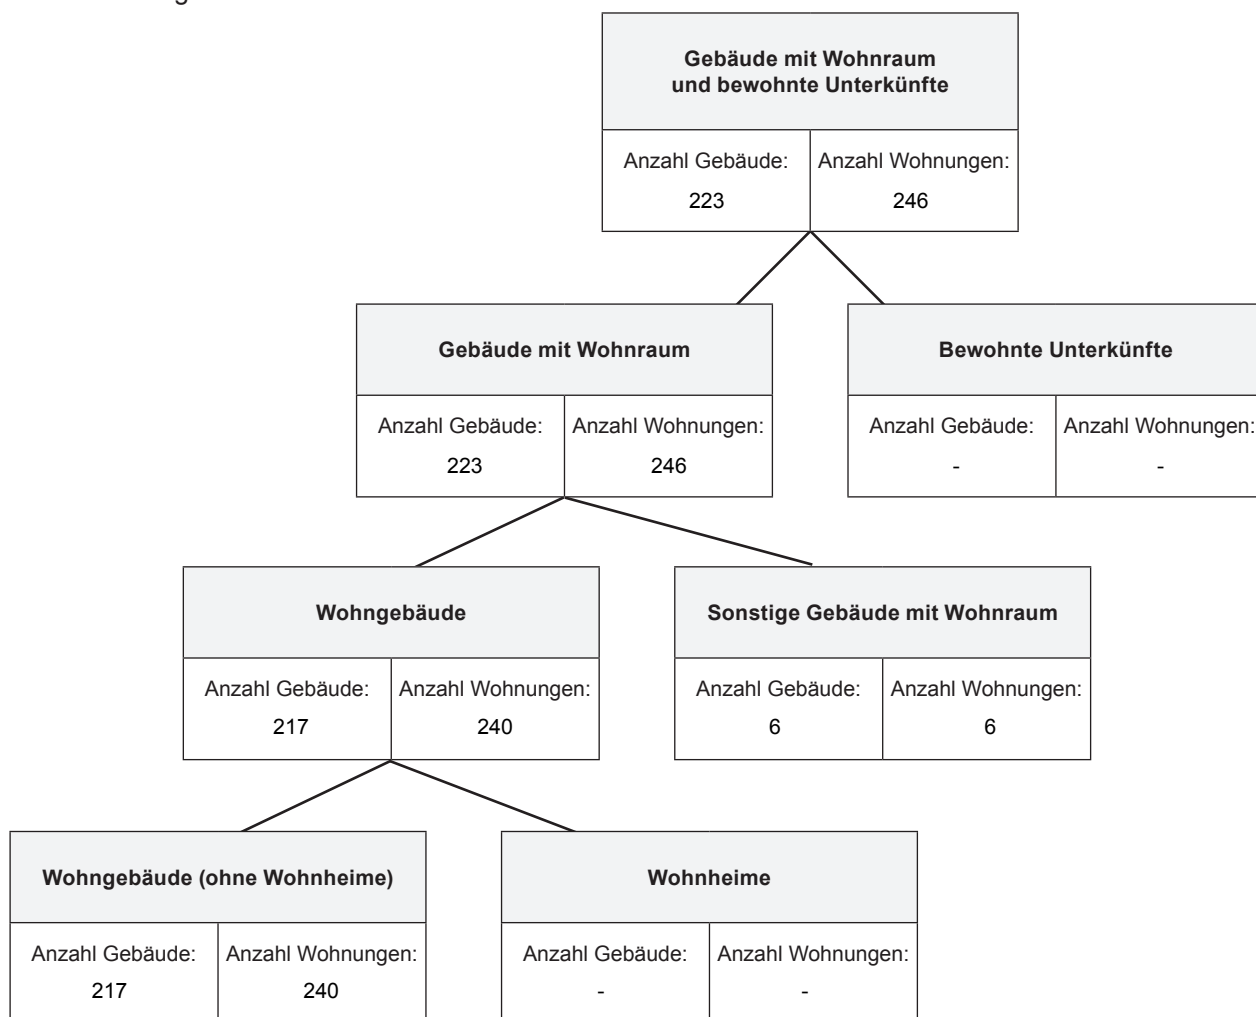 Gebäude mit Wohnraum
und bewohnte Unterkünfte
Anzahl Gebäude: Anzahl Wohnungen:
223 246
Gebäude mit Wohnraum
Anzahl Gebäude: Anzahl Wohnungen:
223 246
Bewohnte Unterkünfte
Anzahl Gebäude: Anzahl Wohnungen:
- -
Wohngebäude
Anzahl Gebäude: Anzahl Wohnungen:
217 240
Sonstige Gebäude mit Wohnraum
Anzahl Gebäude: Anzahl Wohnungen:
6 6
Wohngebäude (ohne Wohnheime)
Anzahl Gebäude: Anzahl Wohnungen:
217 240
Wohnheime
Anzahl Gebäude: Anzahl Wohnungen:
- -